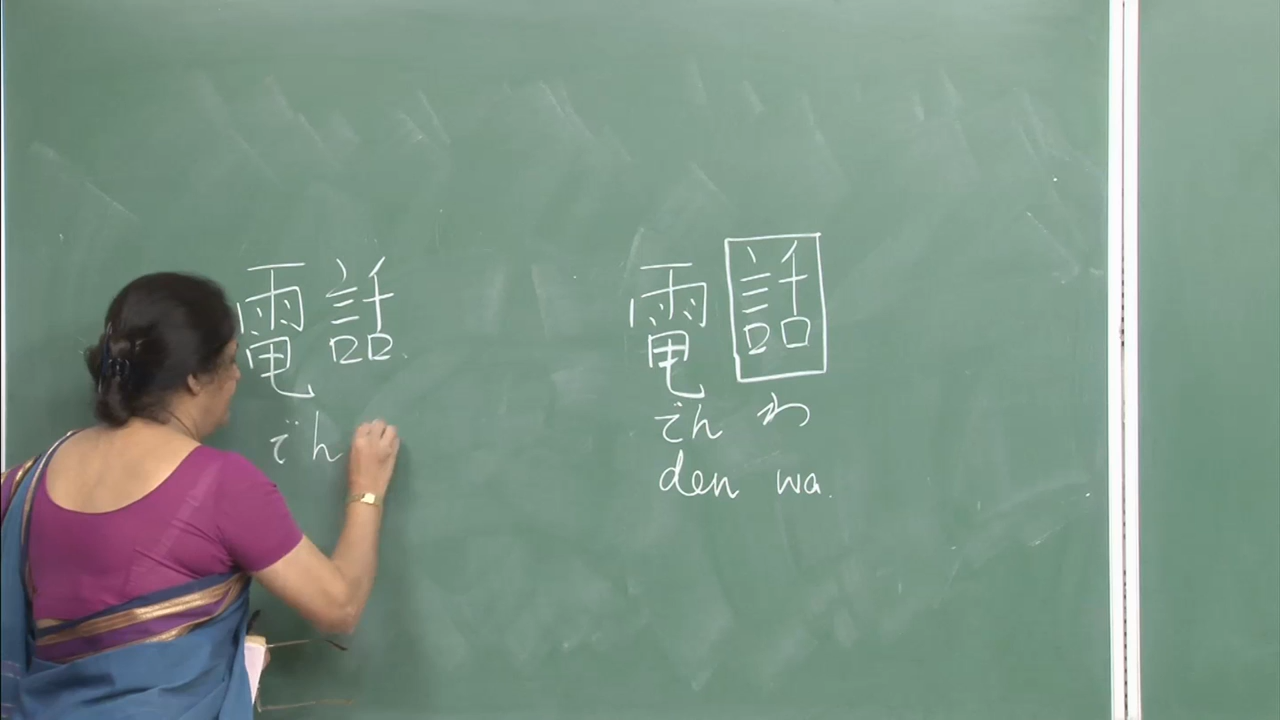 電話
でん
電話
でんわ
den wa.